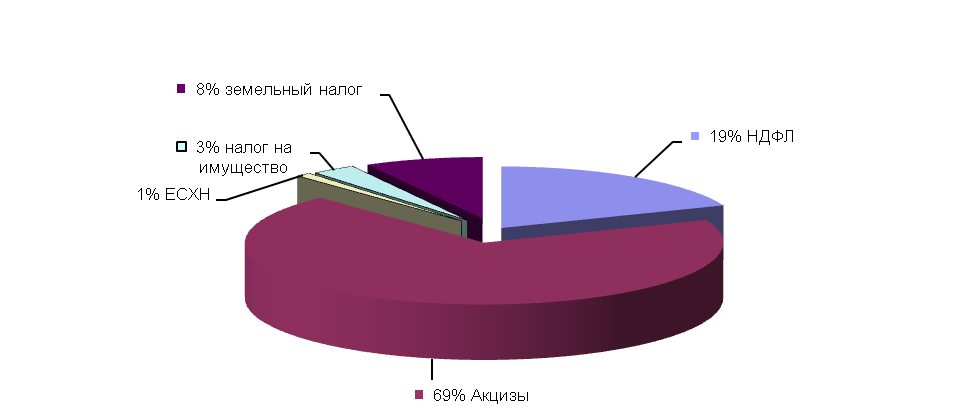 8% земельный налог
19% НДФЛ
3% налог на
имущество
1% ЕСХН
69% Акцизы